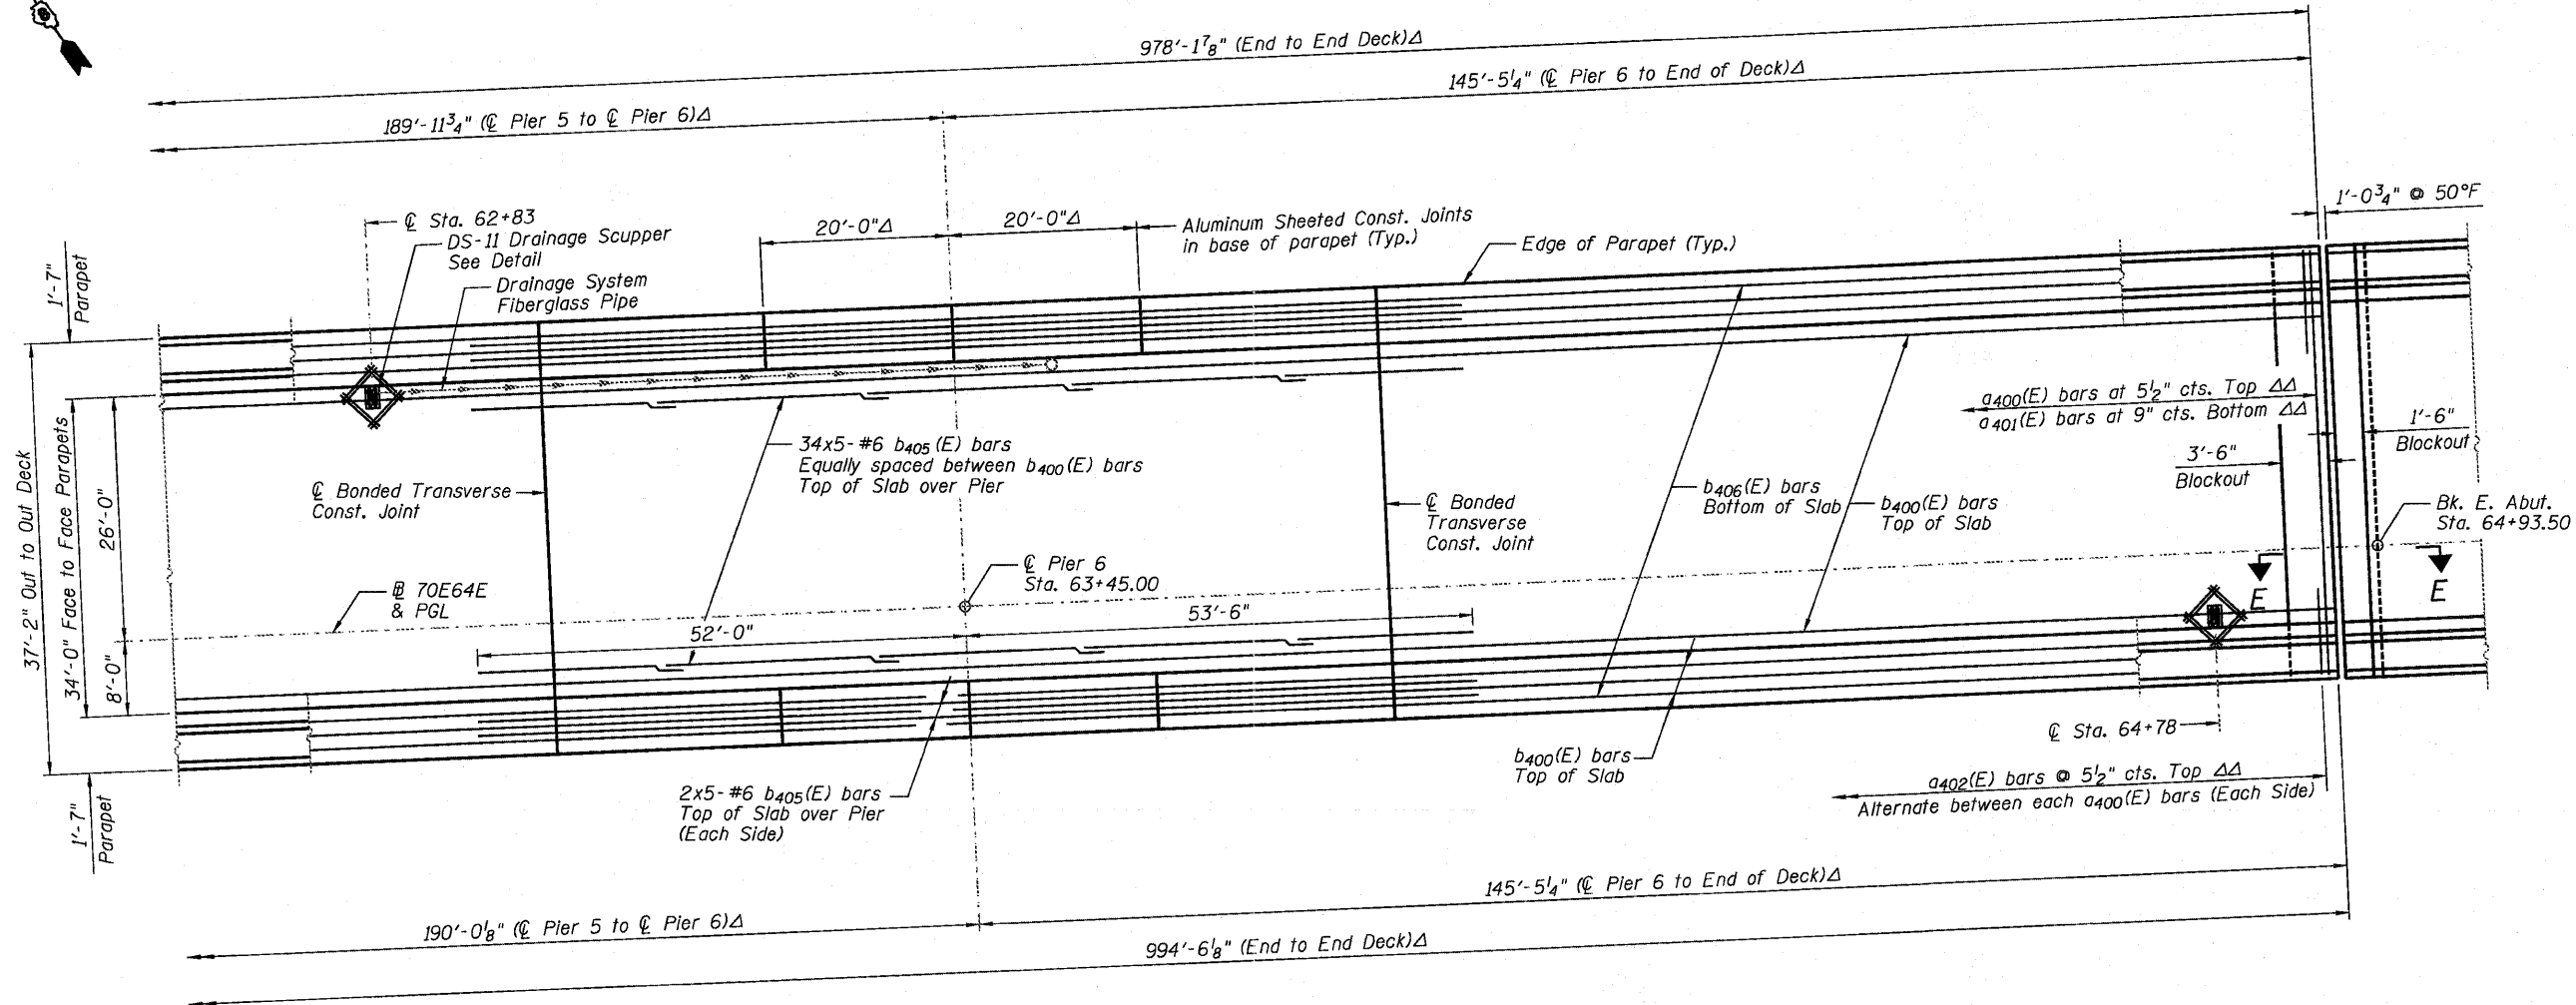 978'-1 7/8" (End to End Deck)Δ
145'-5 1/4" (℄ Pier 6 to End of Deck)Δ
189'-11 3/4" (℄ Pier 5 to ℄ Pier 6)Δ
1'-0 3/4" @ 50°F
℄ Sta. 62+83
DS-11 Drainage Scupper
See Detail
Drainage System
Fiberglass Pipe
20'-0"Δ
20'-0"Δ
Aluminum Sheeted Const. Joints
in base of parapet (Typ.)
Edge of Parapet (Typ.)
1'-7"
Parapet
37'-2" Out to Out Deck
34'-0" Face to Face Parapets
26'-0"
8'-0"
1'-7"
Parapet
℄ Bonded Transverse
Const. Joint
34x5-#6 b405 (E) bars
Equally spaced between b400(E) bars
Top of Slab over Pier
℄ Bonded
Transverse
Const. Joint
b406(E) bars
Bottom of Slab
b400(E) bars
Top of Slab
a400(E) bars at 5 1/2" cts. Top ΔΔ
a401(E) bars at 9" cts. Bottom ΔΔ
3'-6"
Blockout
1'-6"
Blockout
Bk. E. Abut.
Sta. 64+93.50
E
E
℄ Pier 6
Sta. 63+45.00
70E64E
& PGL
52'-0"
53'-6"
2x5-#6 b405(E) bars
Top of Slab over Pier
(Each Side)
b400(E) bars
Top of Slab
℄ Sta. 64+78
a402(E) bars @ 5 1/2" cts. Top ΔΔ
Alternate between each a400(E) bars (Each Side)
145'-5 1/4" (℄ Pier 6 to End of Deck)Δ
190'-0 1/8" (℄ Pier 5 to ℄ Pier 6)Δ
994'-6 1/8" (End to End Deck)Δ